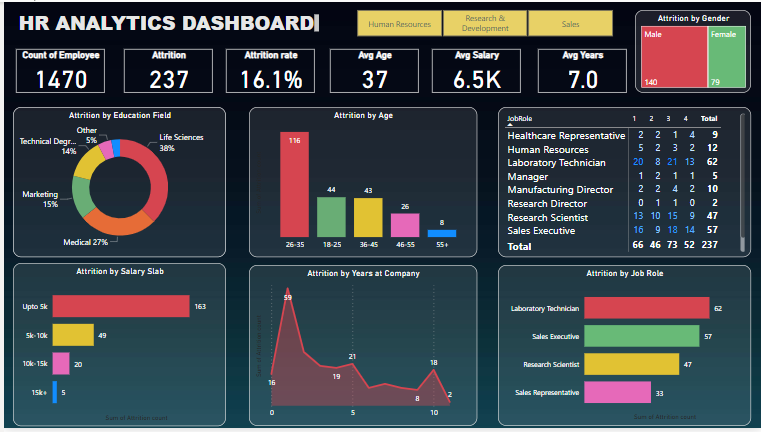 HR ANALYTICS DASHBOARD
Human Resources
Research & Development
Sales
Attrition by Gender
Male
Female
140
79
Count of Employee
1470
Attrition
237
Attrition rate
16.1%
Avg Age
37
Avg Salary
6.5K
Avg Years
7.0
Attrition by Education Field
Other
5%
Technical Degr...
14%
Life Sciences
38%
Marketing
15%
Medical 27%
Attrition by Age
116
44
43
26
8
26-35 18-25 36-45 46-55 55+
JobRole 1 2 3 4 Total
Healthcare Representative 2 2 1 4 9
Human Resources 5 2 3 2 12
Laboratory Technician 20 8 21 13 62
Manager 1 2 1 1 5
Manufacturing Director 2 2 4 2 10
Research Director 0 1 1 0 2
Research Scientist 13 10 15 9 47
Sales Executive 16 9 18 14 57
Total 66 46 73 52 237
Attrition by Salary Slab
Upto 5k 163
5k-10k 49
10k-15k 20
15k+ 5
Sum of Attrition count
Attrition by Years at Company
Sum of Attrition count
59
16
19
21
8
18
2
0 5 10
Attrition by Job Role
Laboratory Technician 62
Sales Executive 57
Research Scientist 47
Sales Representative 33
Sum of Attrition count